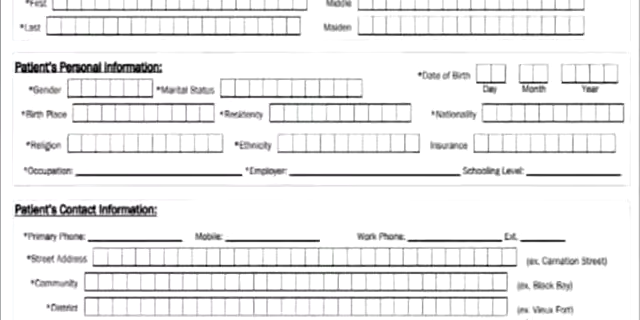 *First Middle
*Last Maiden
Patient's Personal Information:
*Date of Birth
*Gender *Marital Status
Day Month Year
*Birth Place *Residency *Nationality
*Religion *Ethnicity Insurance
*Occupation: *Employer: Schooling Level:
Patient's Contact Information:
*Primary Phone: Mobile: Work Phone: Ext.
*Street Address (ex. Carnation Street)
*Community (ex. Black Bay)
*District (ex. Vieux Fort)